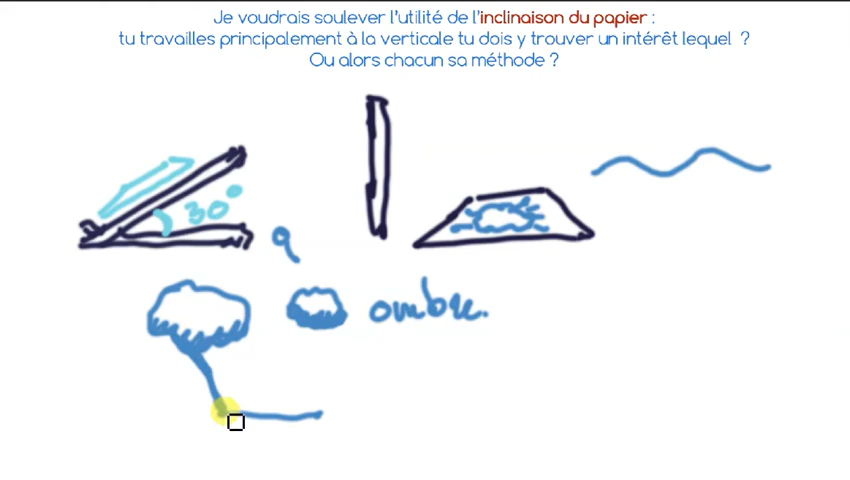 Je voudrais soulever l'utilité de l'inclinaison du papier :
tu travailles principalement à la verticale tu dois y trouver un intérêt lequel ?
Ou alors chacun sa méthode ?
30°
ombre.